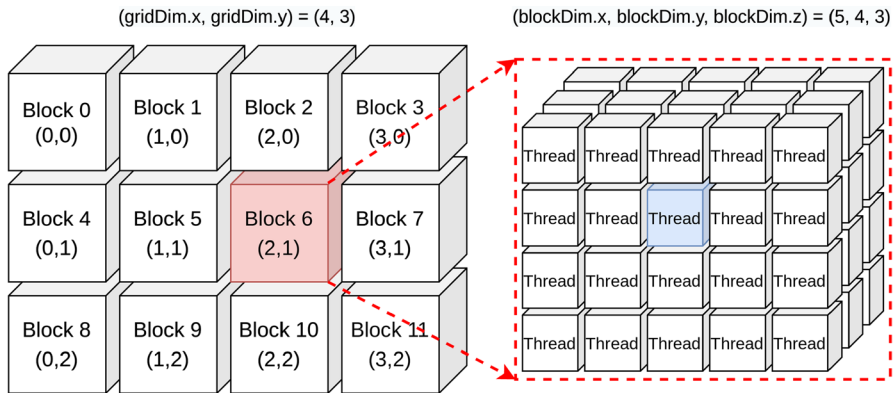 (gridDim.x, gridDim.y) = (4, 3)
Block 0
(0,0)
Block 1
(1,0)
Block 2
(2,0)
Block 3
(3,0)
Block 4
(0,1)
Block 5
(1,1)
Block 6
(2,1)
Block 7
(3,1)
Block 8
(0,2)
Block 9
(1,2)
Block 10
(2,2)
Block 11
(3,2)
(blockDim.x, blockDim.y, blockDim.z) = (5, 4, 3)
Thread Thread Thread Thread Thread
Thread Thread Thread Thread Thread
Thread Thread Thread Thread Thread
Thread Thread Thread Thread Thread